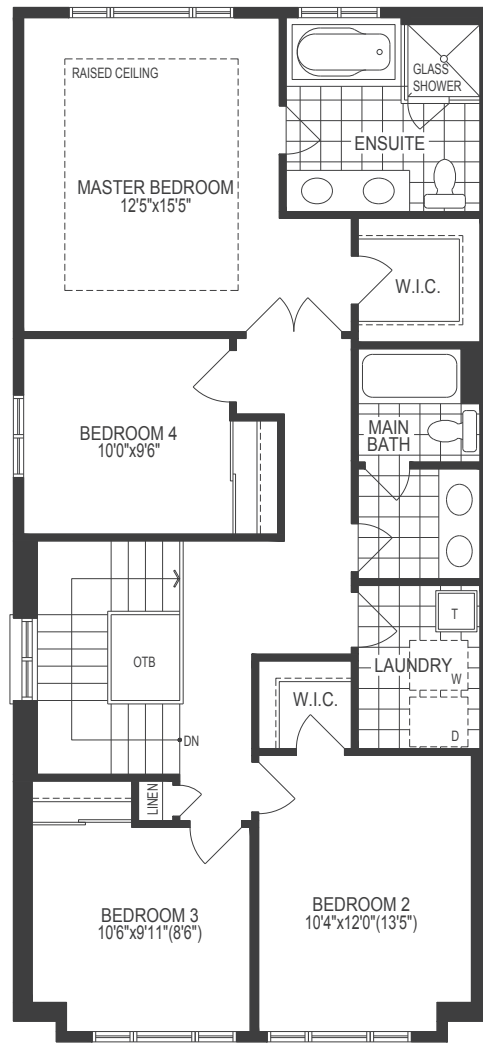 RAISED CEILING
GLASS
SHOWER
ENSUITE
MASTER BEDROOM
12'5"x15'5"
W.I.C.
BEDROOM 4
10'0"x9'6"
MAIN
BATH
T
OTB
LAUNDRY
W
W.I.C.
DN
D
LINEN
BEDROOM 3
10'6"x9'11"(8'6")
BEDROOM 2
10'4"x12'0"(13'5")